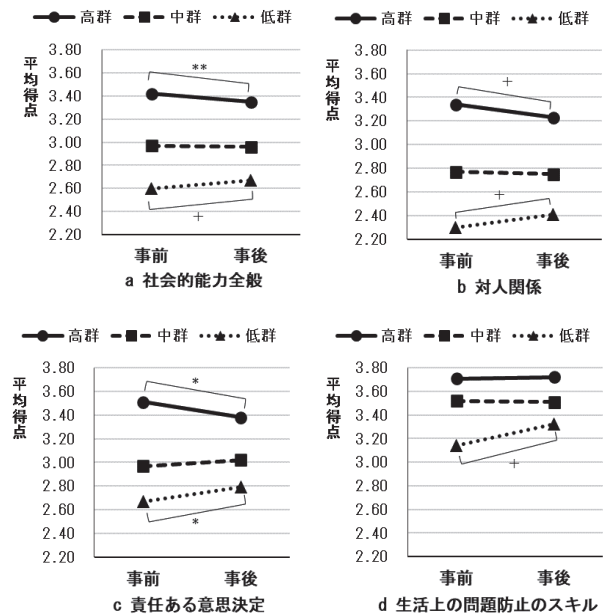 高群 中群 低群
平均得点
3.80
3.60
3.40
3.20
3.00
2.80
2.60
2.40
2.20
**
+
事前 事後
a 社会的能力全般
高群 中群 低群
平均得点
3.80
3.60
3.40
3.20
3.00
2.80
2.60
2.40
2.20
+
+
事前 事後
b 対人関係
高群 中群 低群
平均得点
3.80
3.60
3.40
3.20
3.00
2.80
2.60
2.40
2.20
*
*
事前 事後
c 責任ある意思決定
高群 中群 低群
平均得点
3.80
3.60
3.40
3.20
3.00
2.80
2.60
2.40
2.20
+
事前 事後
d 生活上の問題防止のスキル